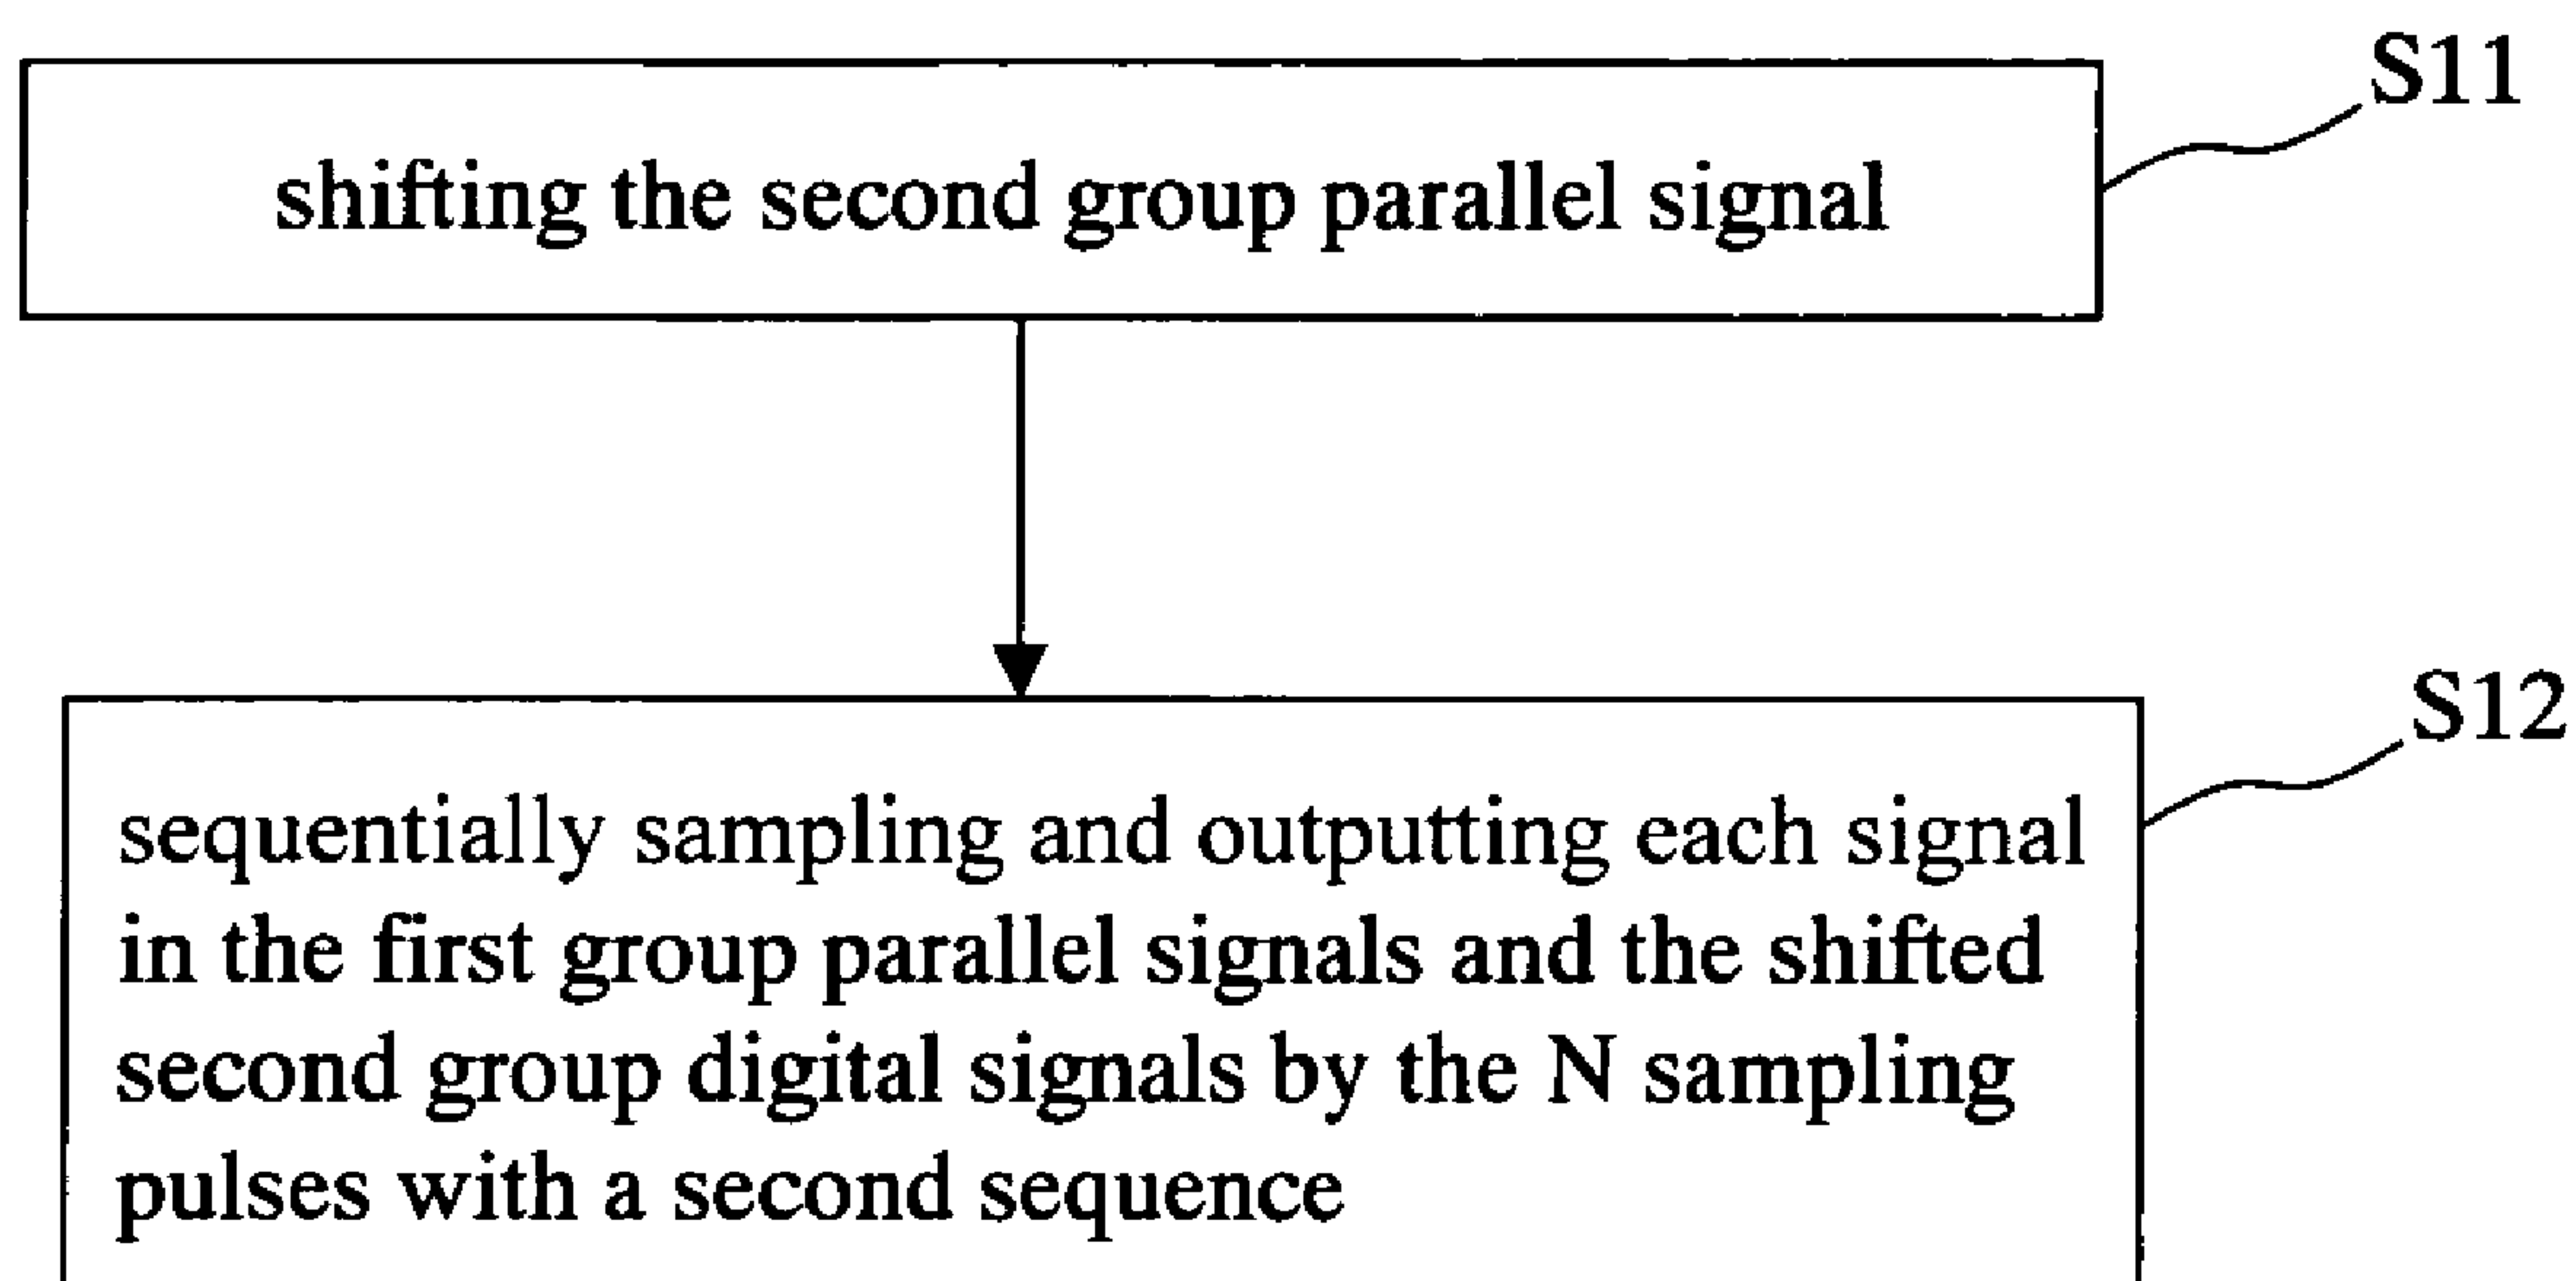 S11
shifting the second group parallel signal
S12
sequentially sampling and outputting each signal
in the first group parallel signals and the shifted
second group digital signals by the N sampling
pulses with a second sequence